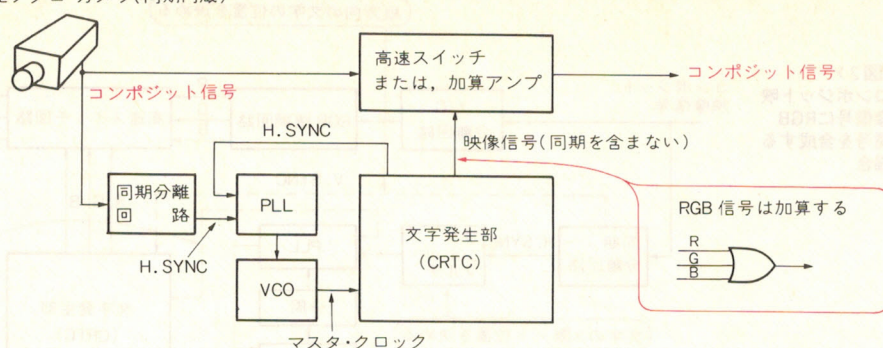 コンポジット信号
高速スイッチ
または，加算アンプ
コンポジット信号
H.SYNC
映像信号(同期を含まない)
同期分離
回　路
PLL
H.SYNC
VCO
文字発生部
(CRTC)
マスタ・クロック
RGB 信号は加算する
R
G
B